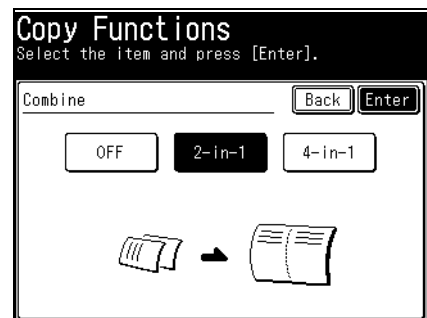 Copy Functions
Select the item and press [Enter].
Combine Back Enter
OFF 2-in-1 4-in-1